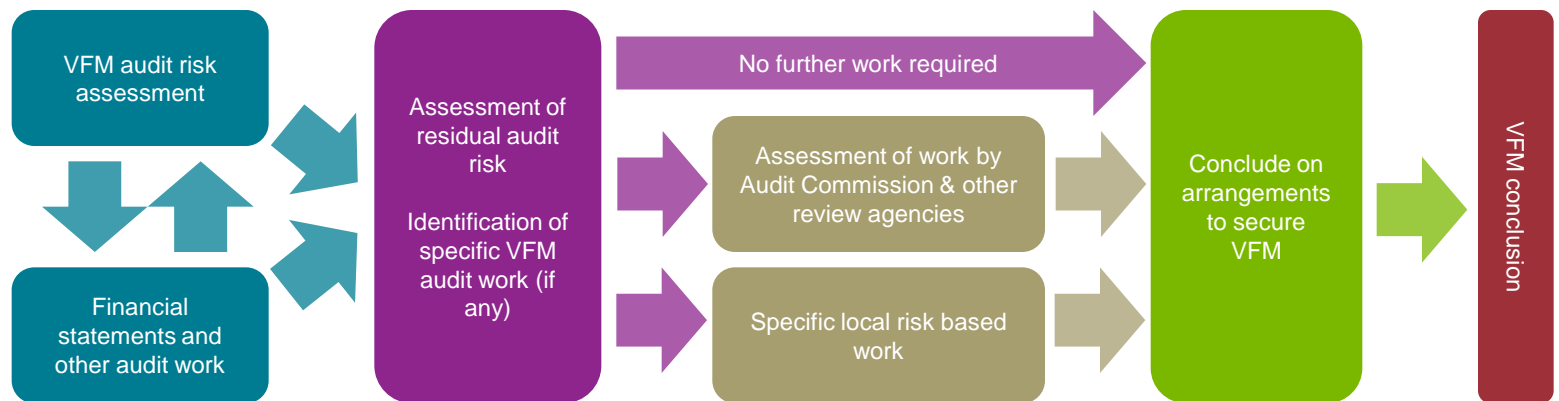 VFM audit risk
assessment
Financial
statements and
other audit work
Assessment of
residual audit
risk
Identification of
specific VFM
audit work (if
any)
No further work required
Assessment of work by
Audit Commission & other
review agencies
Specific local risk based
work
Conclude on
arrangements
to secure
VFM
VFM conclusion